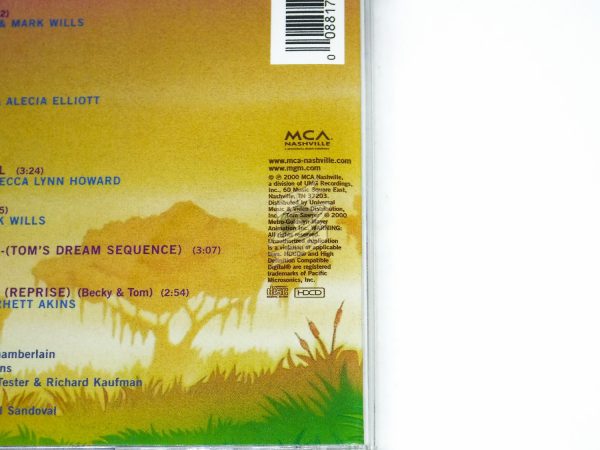 2)
& MARK WILLS
ALECIA ELLIOTT
L (3:24)
ECCA LYNN HOWARD
5)
K WILLS
-(TOM'S DREAM SEQUENCE) (3:07)
(REPRISE) (Becky & Tom) (2:54)
RHETT AKINS
hamberlain
ns
Tester & Richard Kaufman
l Sandoval
0 08817
MCA
NASHVILLE
www.mca-nashville.com
www.mgm.com
© ℗ 2000 MCA Nashville,
a division of UMG Recordings,
Inc., 60 Music Square East,
Nashville, TN 37203.
Distributed by Universal
Music & Video Distribution,
Inc. "Tom Sawyer" © 2000
Metro-Goldwyn-Mayer
Animation Inc. WARNING:
All rights reserved.
Unauthorized duplication
is a violation of applicable
laws. HDCD® and High
Definition Compatible
Digital® are registered
trademarks of Pacific
Microsonics, Inc.
HDCD